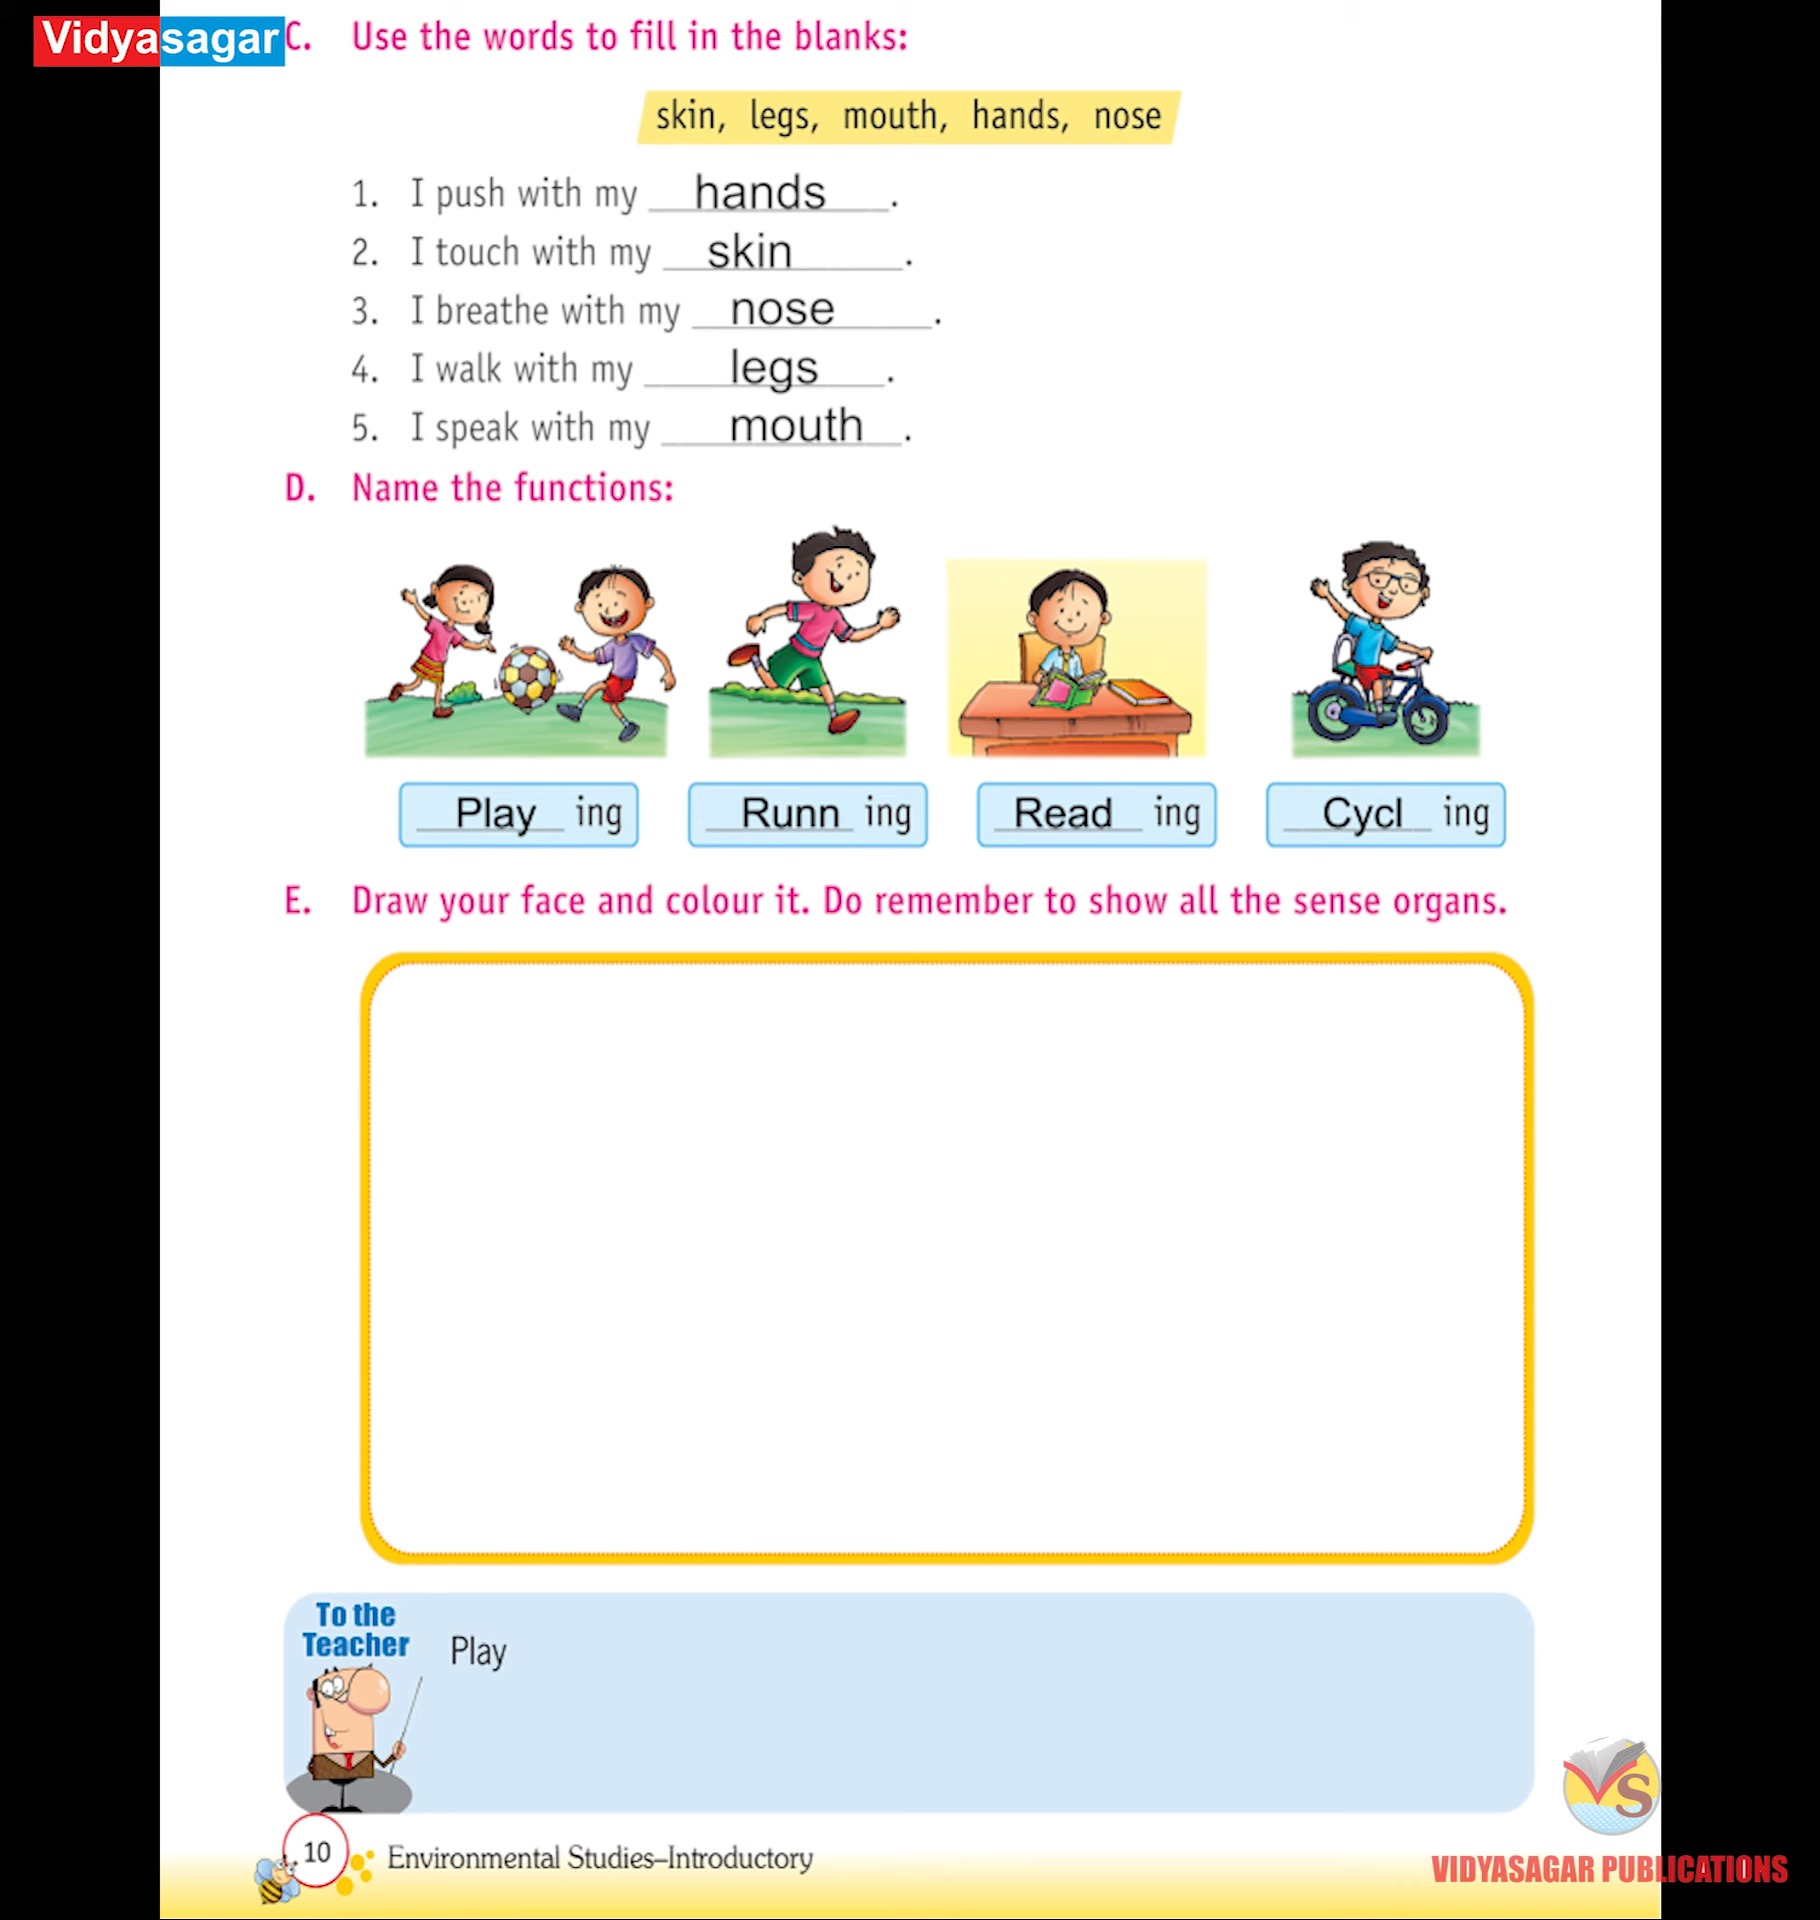 Vidyasagar
C. Use the words to fill in the blanks:
skin, legs, mouth, hands, nose
1. I push with my hands.
2. I touch with my skin.
3. I breathe with my nose.
4. I walk with my legs.
5. I speak with my mouth.
D. Name the functions:
Play ing Runn ing Read ing Cycl ing
E. Draw your face and colour it. Do remember to show all the sense organs.
To the
Teacher
Play
VS
10 Environmental Studies–Introductory
VIDYASAGAR PUBLICATIONS